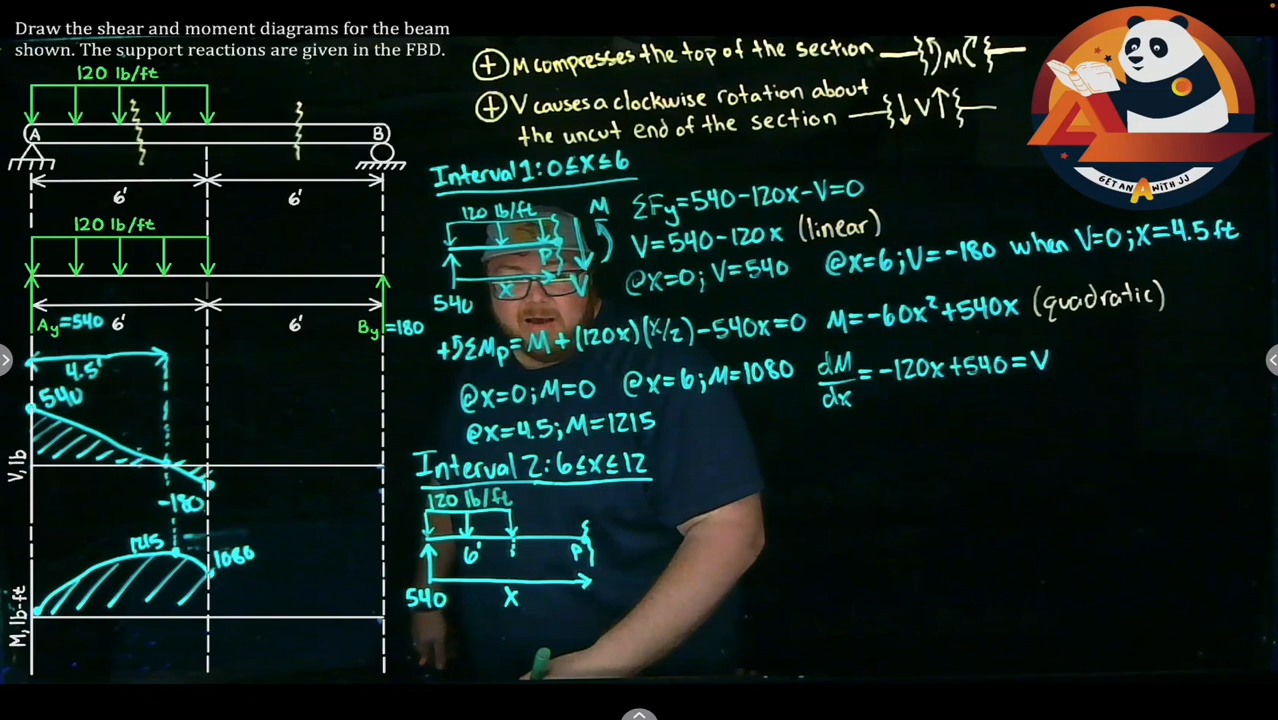 Draw the shear and moment diagrams for the beam
shown. The support reactions are given in the FBD.
120 lb/ft
A
B
6'
6'
120 lb/ft
Ay=540
6'
6'
By=180
4.5'
540
V, lb
-180
1215
1080
M, lb-ft
+ M compresses the top of the section
M
+ V causes a clockwise rotation about
the uncut end of the section
V
Interval 1: 0≤x≤6
120 lb/ft
M
P
x
V
540
ΣFy=540-120x-V=0
V=540-120x (linear)
@x=0; V=540 @x=6; V=-180 when V=0; x=4.5 ft
+↺ΣMp=M+(120x)(x/2)-540x=0 M=-60x²+540x (quadratic)
@x=0; M=0 @x=6; M=1080 dM/dx=-120x+540=V
@x=4.5; M=1215
Interval 2: 6≤x≤12
120 lb/ft
6'
P
540
x
GET AN A WITH JJ